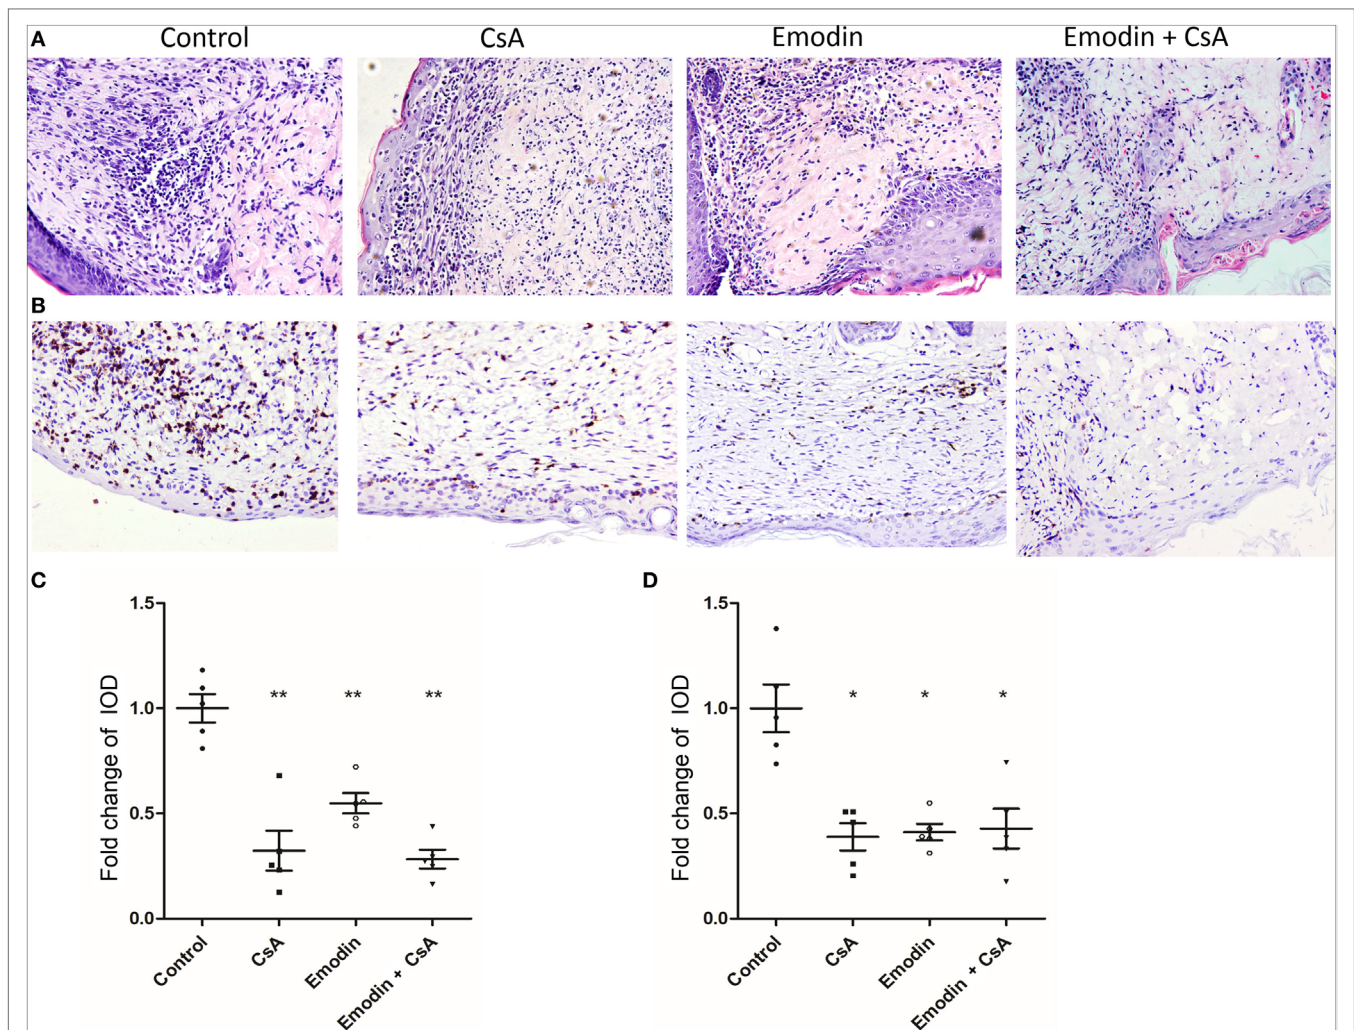 A
Control
CsA
Emodin
Emodin + CsA
B
C
1.5
1.0
0.5
0.0
Fold change of IOD
**
**
**
Control
CsA
Emodin
Emodin + CsA
D
1.5
1.0
0.5
0.0
Fold change of IOD
*
*
*
Control
CsA
Emodin
Emodin + CsA